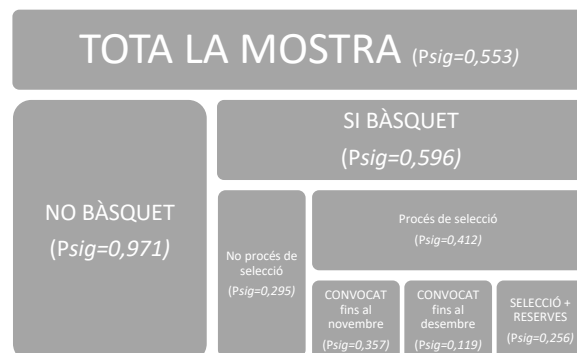 TOTA LA MOSTRA (Psig=0,553)
SI BÀSQUET
(Psig=0,596)
NO BÀSQUET
(Psig=0,971)
No procés de
selecció
(Psig=0,295)
Procés de selecció
(Psig=0,412)
CONVOCAT
fins al
novembre
(Psig=0,357)
CONVOCAT
fins al
desembre
(Psig=0,119)
SELECCIÓ +
RESERVES
(Psig=0,256)